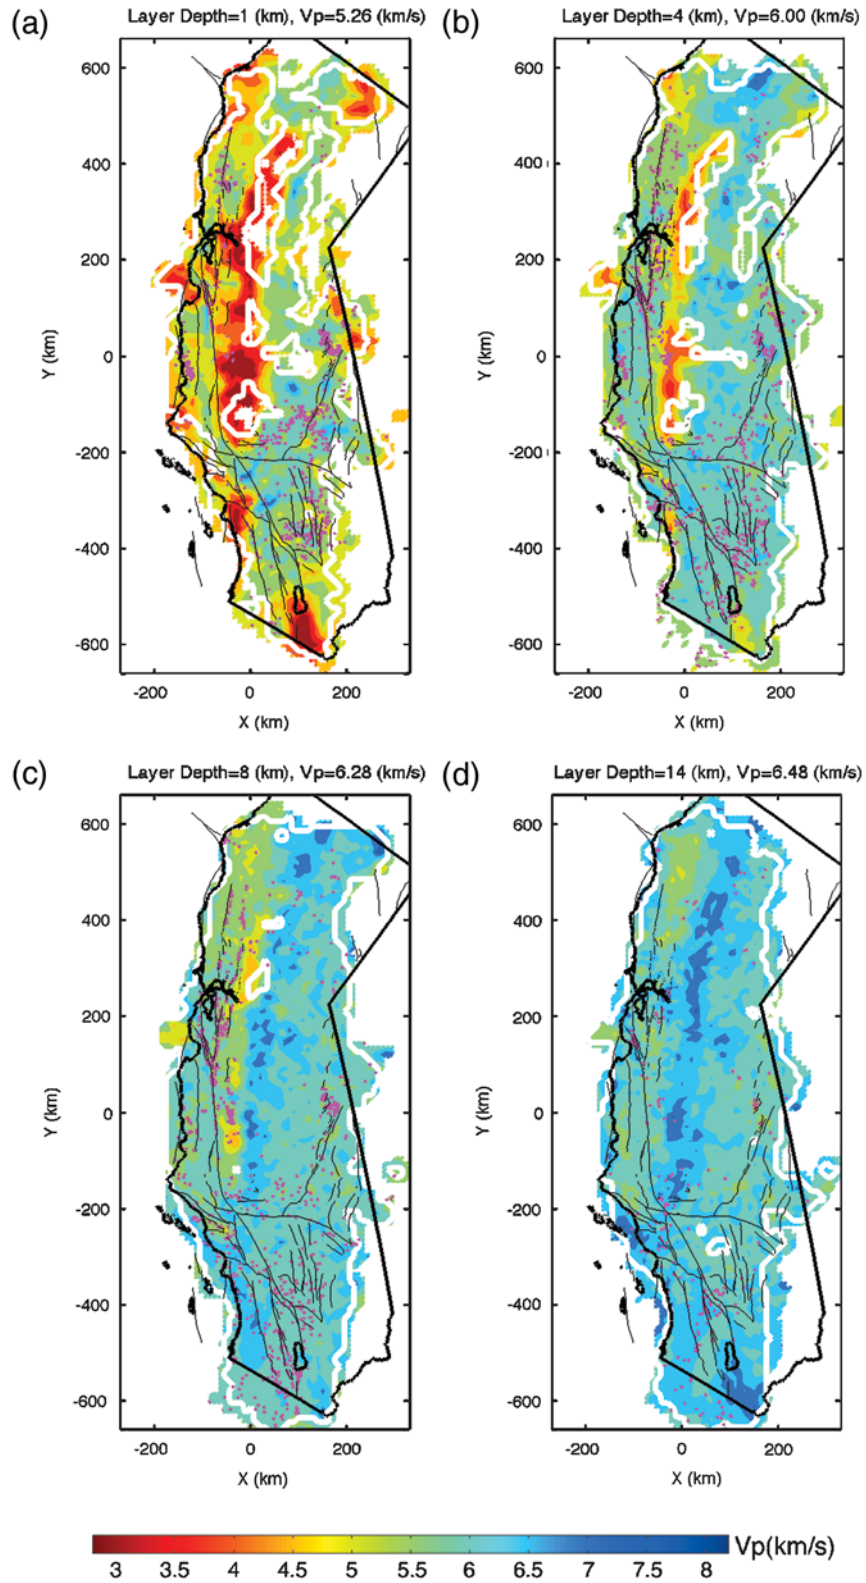 (a)
Layer Depth=1 (km), Vp=5.26 (km/s)
600
400
200
0
-200
-400
-600
Y (km)
-200 0 200
X (km)
(b)
Layer Depth=4 (km), Vp=6.00 (km/s)
600
400
200
0
-200
-400
-600
Y (km)
-200 0 200
X (km)
(c)
Layer Depth=8 (km), Vp=6.28 (km/s)
600
400
200
0
-200
-400
-600
Y (km)
-200 0 200
X (km)
(d)
Layer Depth=14 (km), Vp=6.48 (km/s)
600
400
200
0
-200
-400
-600
Y (km)
-200 0 200
X (km)
Vp(km/s)
3 3.5 4 4.5 5 5.5 6 6.5 7 7.5 8